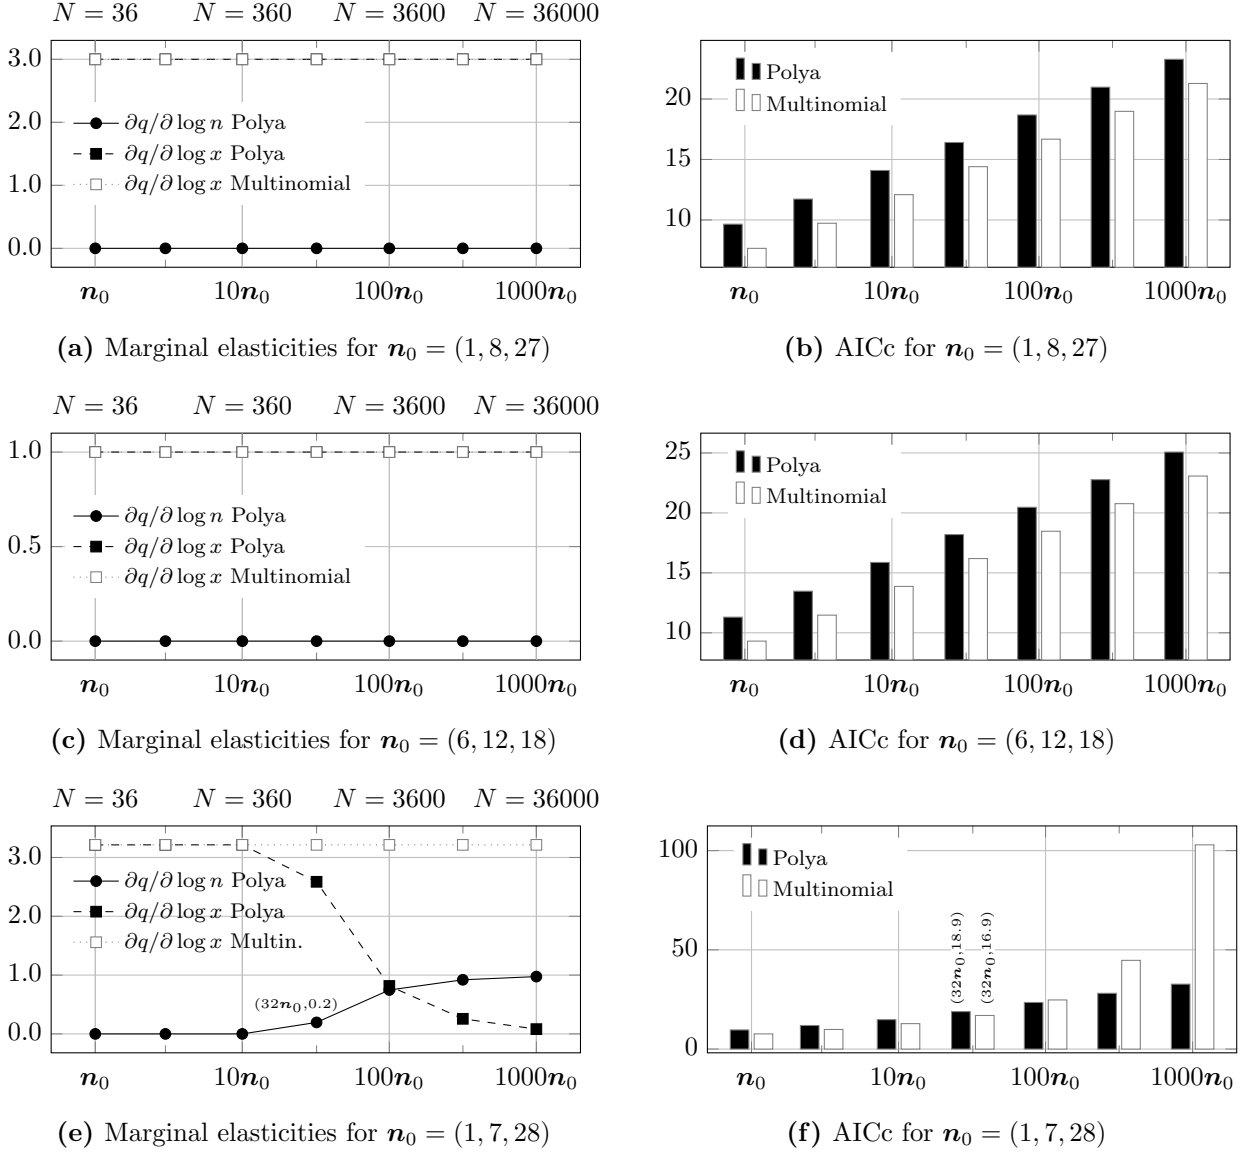 N = 36 N = 360 N = 3600 N = 36000
3.0
2.0
1.0
0.0
∂q/∂ log n Polya
∂q/∂ log x Polya
∂q/∂ log x Multinomial
n₀ 10n₀ 100n₀ 1000n₀
(a) Marginal elasticities for n₀ = (1, 8, 27)
20
15
10
Polya
Multinomial
n₀ 10n₀ 100n₀ 1000n₀
(b) AICc for n₀ = (1, 8, 27)
N = 36 N = 360 N = 3600 N = 36000
1.0
0.5
0.0
∂q/∂ log n Polya
∂q/∂ log x Polya
∂q/∂ log x Multinomial
n₀ 10n₀ 100n₀ 1000n₀
(c) Marginal elasticities for n₀ = (6, 12, 18)
25
20
15
10
Polya
Multinomial
n₀ 10n₀ 100n₀ 1000n₀
(d) AICc for n₀ = (6, 12, 18)
N = 36 N = 360 N = 3600 N = 36000
3.0
2.0
1.0
0.0
∂q/∂ log n Polya
∂q/∂ log x Polya
∂q/∂ log x Multin.
(32n₀,0.2)
n₀ 10n₀ 100n₀ 1000n₀
(e) Marginal elasticities for n₀ = (1, 7, 28)
100
50
0
Polya
Multinomial
(32n₀,18.9)
(32n₀,16.9)
n₀ 10n₀ 100n₀ 1000n₀
(f) AICc for n₀ = (1, 7, 28)